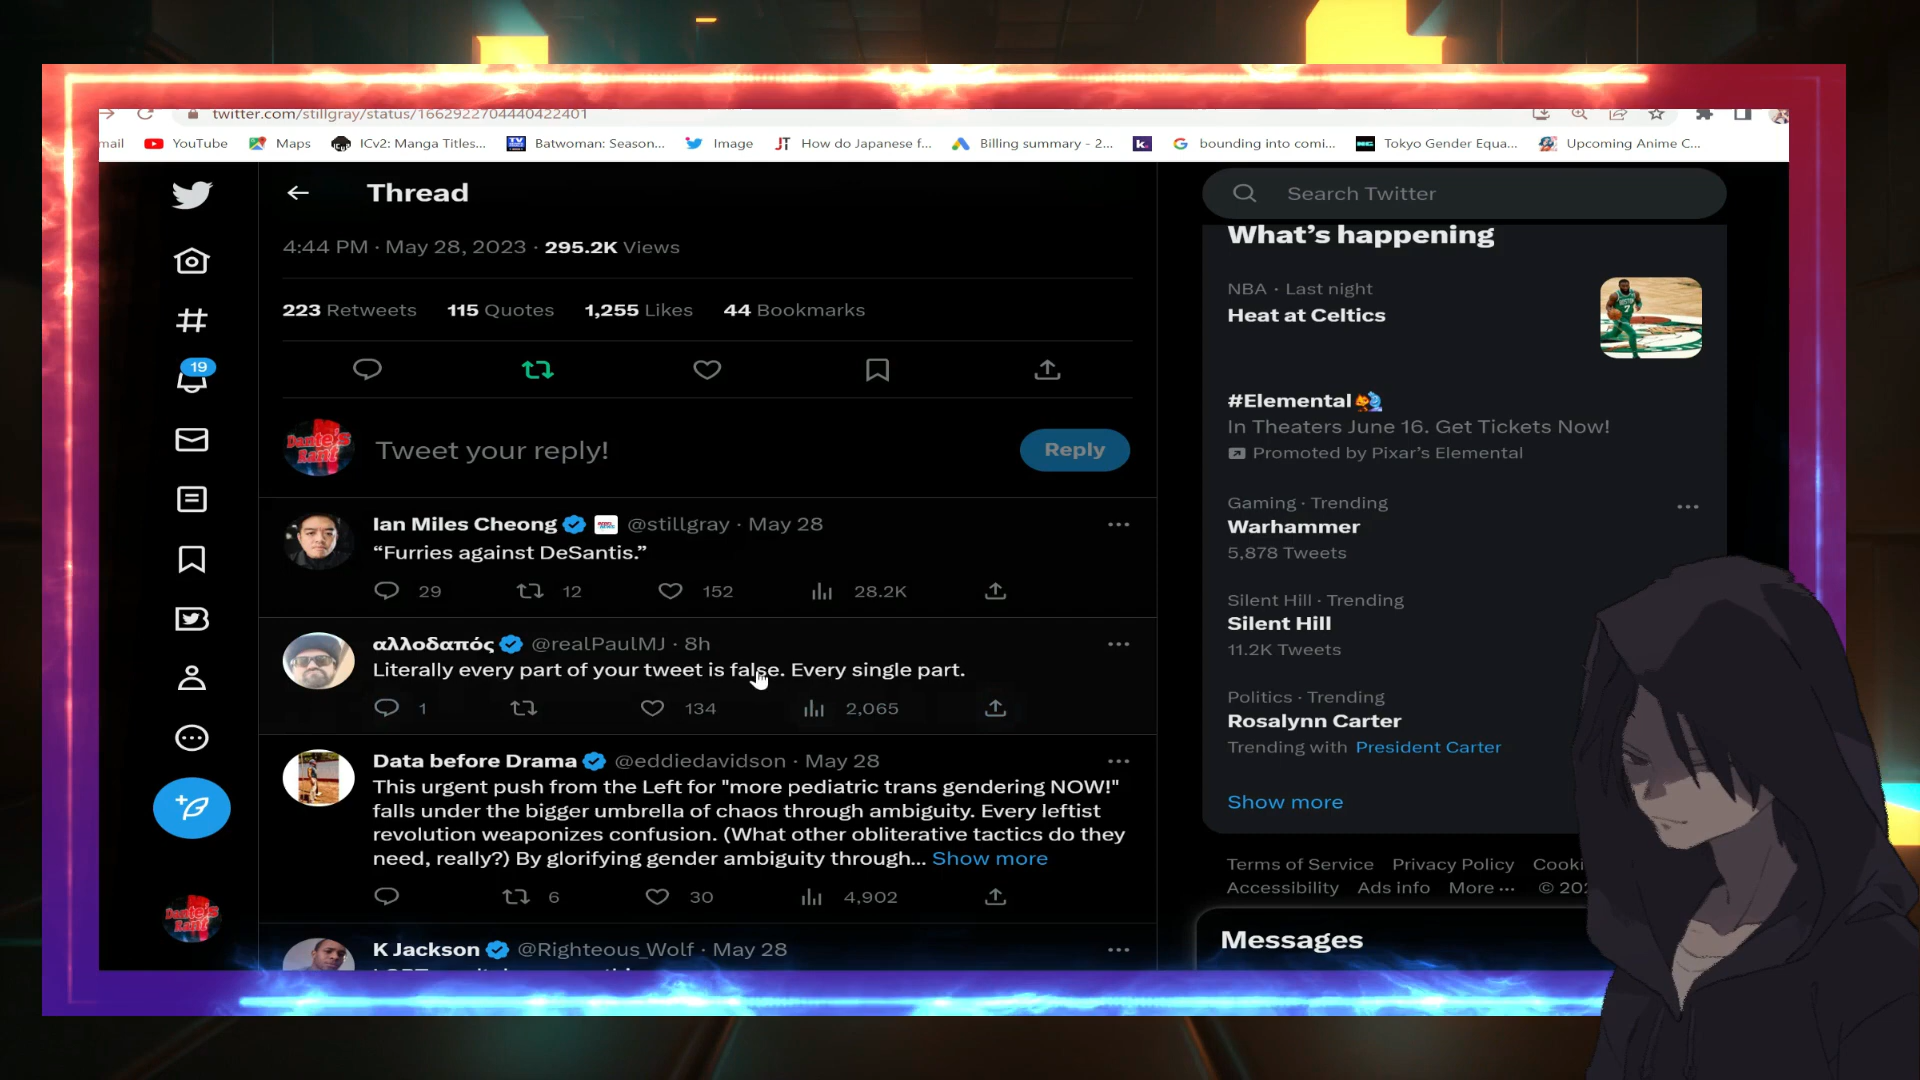 twitter.com/stillgray/status/1662922704440422401
mail YouTube Maps ICv2: Manga Titles... Batwoman: Season... Image How do Japanese f... Billing summary - 2... bounding into comi... Tokyo Gender Equa... Upcoming Anime C...
Thread
4:44 PM · May 28, 2023 · 295.2K Views
223 Retweets 115 Quotes 1,255 Likes 44 Bookmarks
19
Dante's Rant
Tweet your reply!
Reply
Ian Miles Cheong @stillgray · May 28
“Furries against DeSantis.”
29 12 152 28.2K
αλλοδαπός @realPaulMJ · 8h
Literally every part of your tweet is false. Every single part.
1 134 2,065
Data before Drama @eddiedavidson · May 28
This urgent push from the Left for "more pediatric trans gendering NOW!"
falls under the bigger umbrella of chaos through ambiguity. Every leftist
revolution weaponizes confusion. (What other obliterative tactics do they
need, really?) By glorifying gender ambiguity through... Show more
6 30 4,902
Dante's Rant
K Jackson @Righteous_Wolf · May 28
Search Twitter
What's happening
NBA · Last night
Heat at Celtics
#Elemental
In Theaters June 16. Get Tickets Now!
Promoted by Pixar's Elemental
Gaming · Trending
Warhammer
5,878 Tweets
Silent Hill · Trending
Silent Hill
11.2K Tweets
Politics · Trending
Rosalynn Carter
Trending with President Carter
Show more
Terms of Service Privacy Policy Cooki
Accessibility Ads info More ··· © 202
Messages